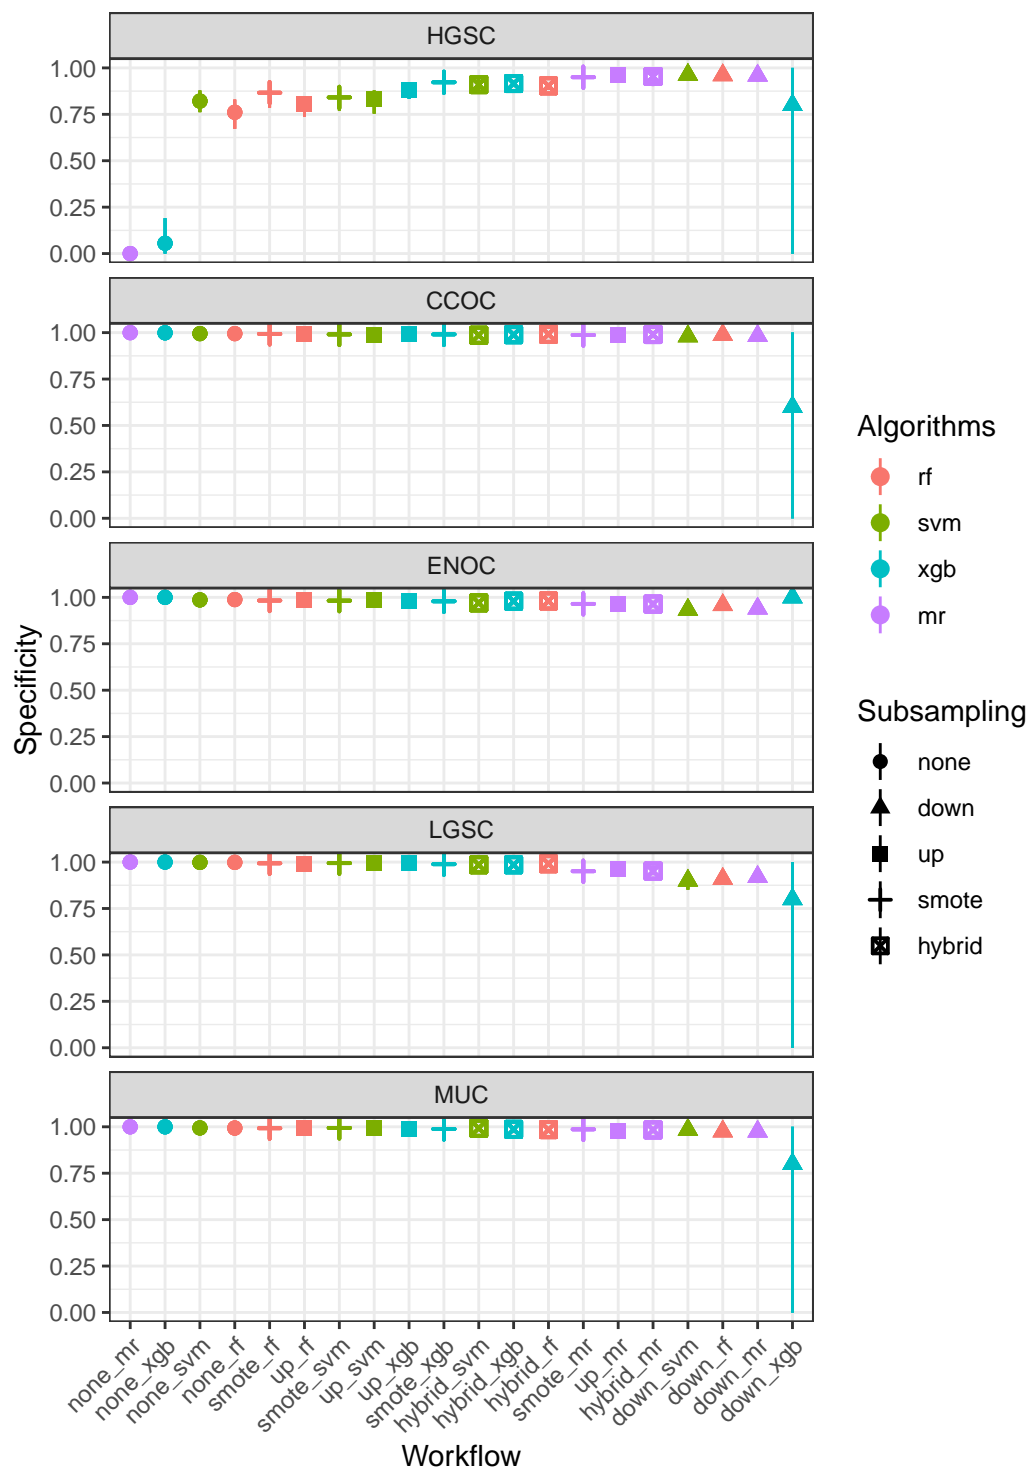 HGSC
1.00
0.75
0.50
0.25
0.00
CCOC
1.00
0.75
0.50
0.25
0.00
ENOC
1.00
0.75
0.50
0.25
0.00
LGSC
1.00
0.75
0.50
0.25
0.00
MUC
1.00
0.75
0.50
0.25
0.00
Specificity
none_mr
none_xgb
none_svm
none_rf
smote_rf
up_rf
smote_svm
up_svm
up_xgb
smote_xgb
hybrid_svm
hybrid_xgb
hybrid_rf
smote_mr
up_mr
hybrid_mr
down_svm
down_rf
down_mr
down_xgb
Workflow
Algorithms
rf
svm
xgb
mr
Subsampling
none
down
up
smote
hybrid